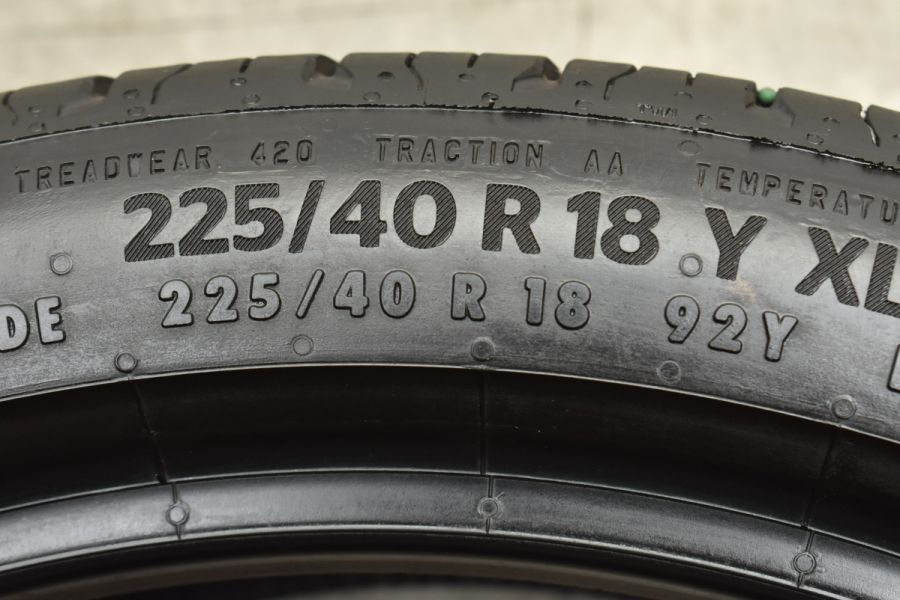 TREADWEAR 420 TRACTION AA TEMPERATU
225/40 R 18 Y XL
DE 225/40 R 18 92Y